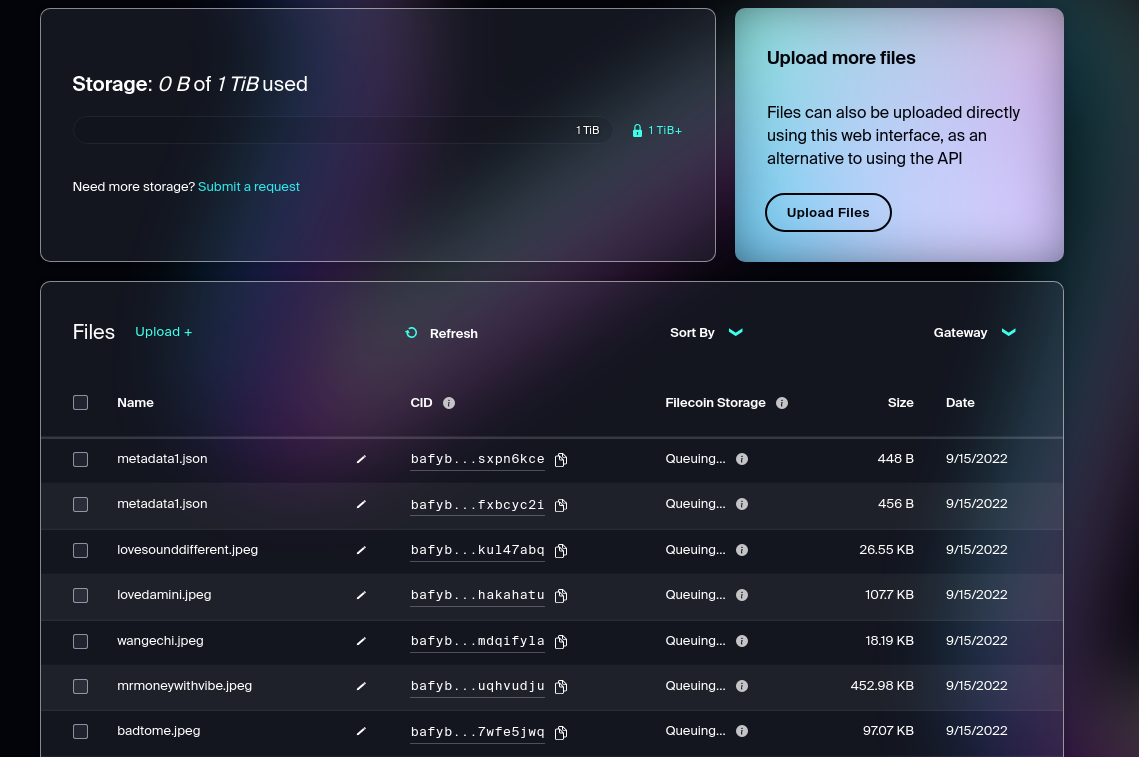 Storage: 0 B of 1 TiB used
1 TiB
1 TiB+
Need more storage? Submit a request
Upload more files
Files can also be uploaded directly
using this web interface, as an
alternative to using the API
Upload Files
Files Upload + Refresh Sort By Gateway
Name CID i Filecoin Storage i Size Date
metadata1.json bafyb...sxpn6kce Queuing... i 448 B 9/15/2022
metadata1.json bafyb...fxbcyc2i Queuing... i 456 B 9/15/2022
lovesounddifferent.jpeg bafyb...kul47abq Queuing... i 26.55 KB 9/15/2022
lovedamini.jpeg bafyb...hakahatu Queuing... i 107.7 KB 9/15/2022
wangechi.jpeg bafyb...mdqifyla Queuing... i 18.19 KB 9/15/2022
mrmoneywithvibe.jpeg bafyb...uqhvudju Queuing... i 452.98 KB 9/15/2022
badtome.jpeg bafyb...7wfe5jwq Queuing... i 97.07 KB 9/15/2022